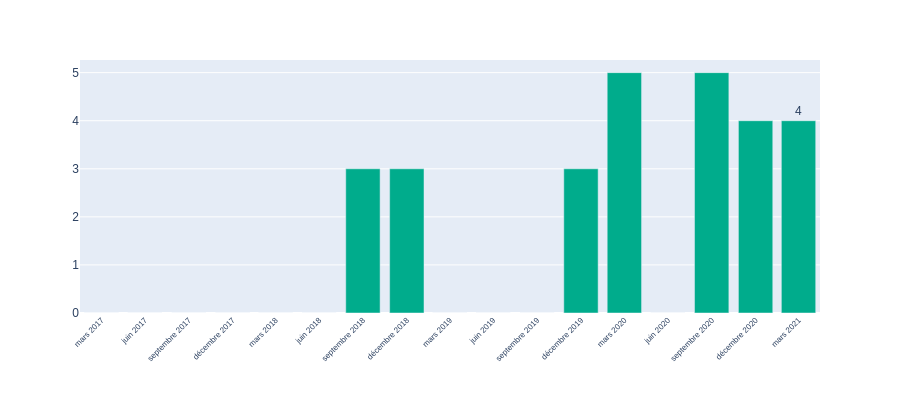 5
4
4
3
2
1
0
mars 2017
juin 2017
septembre 2017
décembre 2017
mars 2018
juin 2018
septembre 2018
décembre 2018
mars 2019
juin 2019
septembre 2019
décembre 2019
mars 2020
juin 2020
septembre 2020
décembre 2020
mars 2021